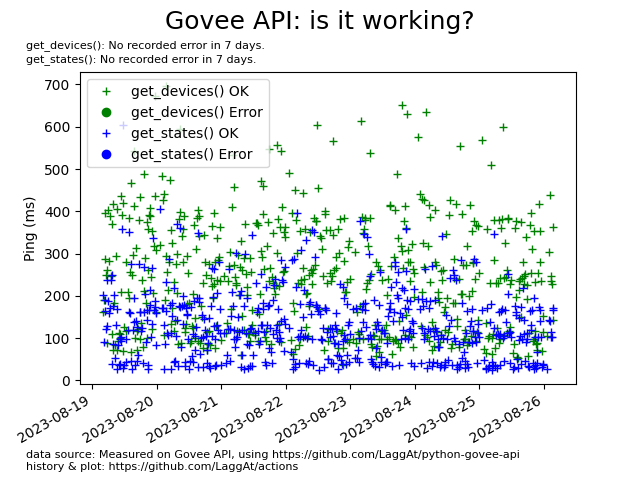 Govee API: is it working?
get_devices(): No recorded error in 7 days.
get_states(): No recorded error in 7 days.
700
600
500
400
300
200
100
0
Ping (ms)
get_devices() OK
get_devices() Error
get_states() OK
get_states() Error
2023-08-19
2023-08-20
2023-08-21
2023-08-22
2023-08-23
2023-08-24
2023-08-25
2023-08-26
data source: Measured on Govee API, using https://github.com/LaggAt/python-govee-api
history & plot: https://github.com/LaggAt/actions